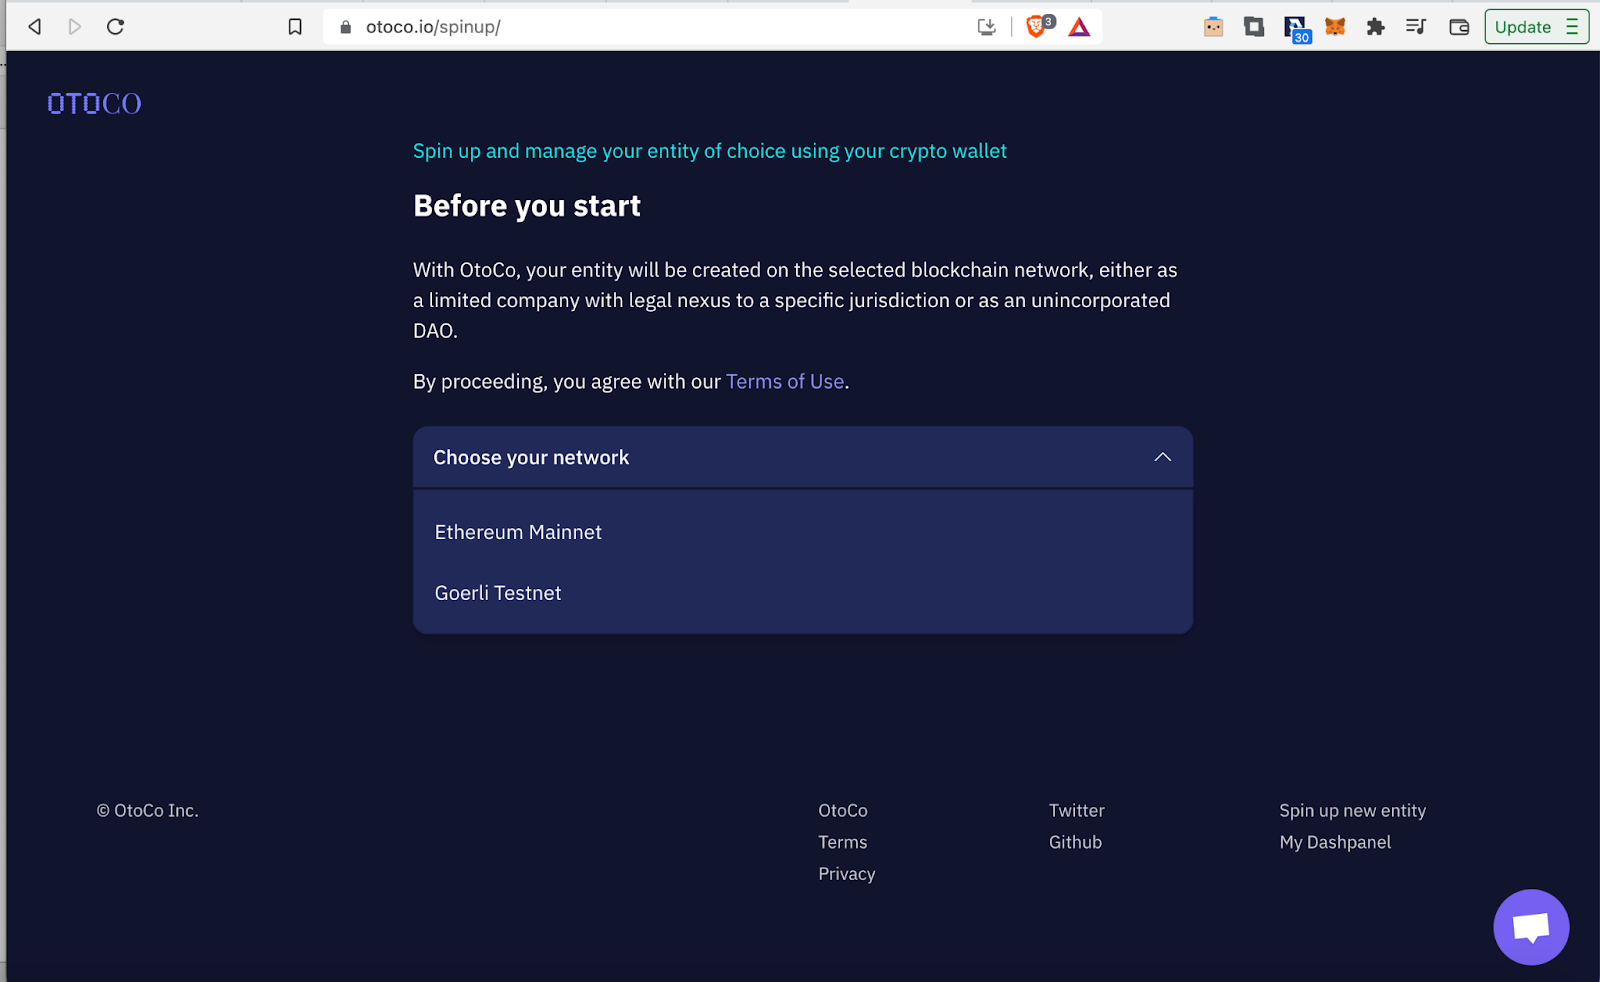 otoco.io/spinup/
3
30
Update
OTOCO
Spin up and manage your entity of choice using your crypto wallet
Before you start
With OtoCo, your entity will be created on the selected blockchain network, either as
a limited company with legal nexus to a specific jurisdiction or as an unincorporated
DAO.
By proceeding, you agree with our Terms of Use.
Choose your network
Ethereum Mainnet
Goerli Testnet
© OtoCo Inc.
OtoCo
Terms
Privacy
Twitter
Github
Spin up new entity
My Dashpanel